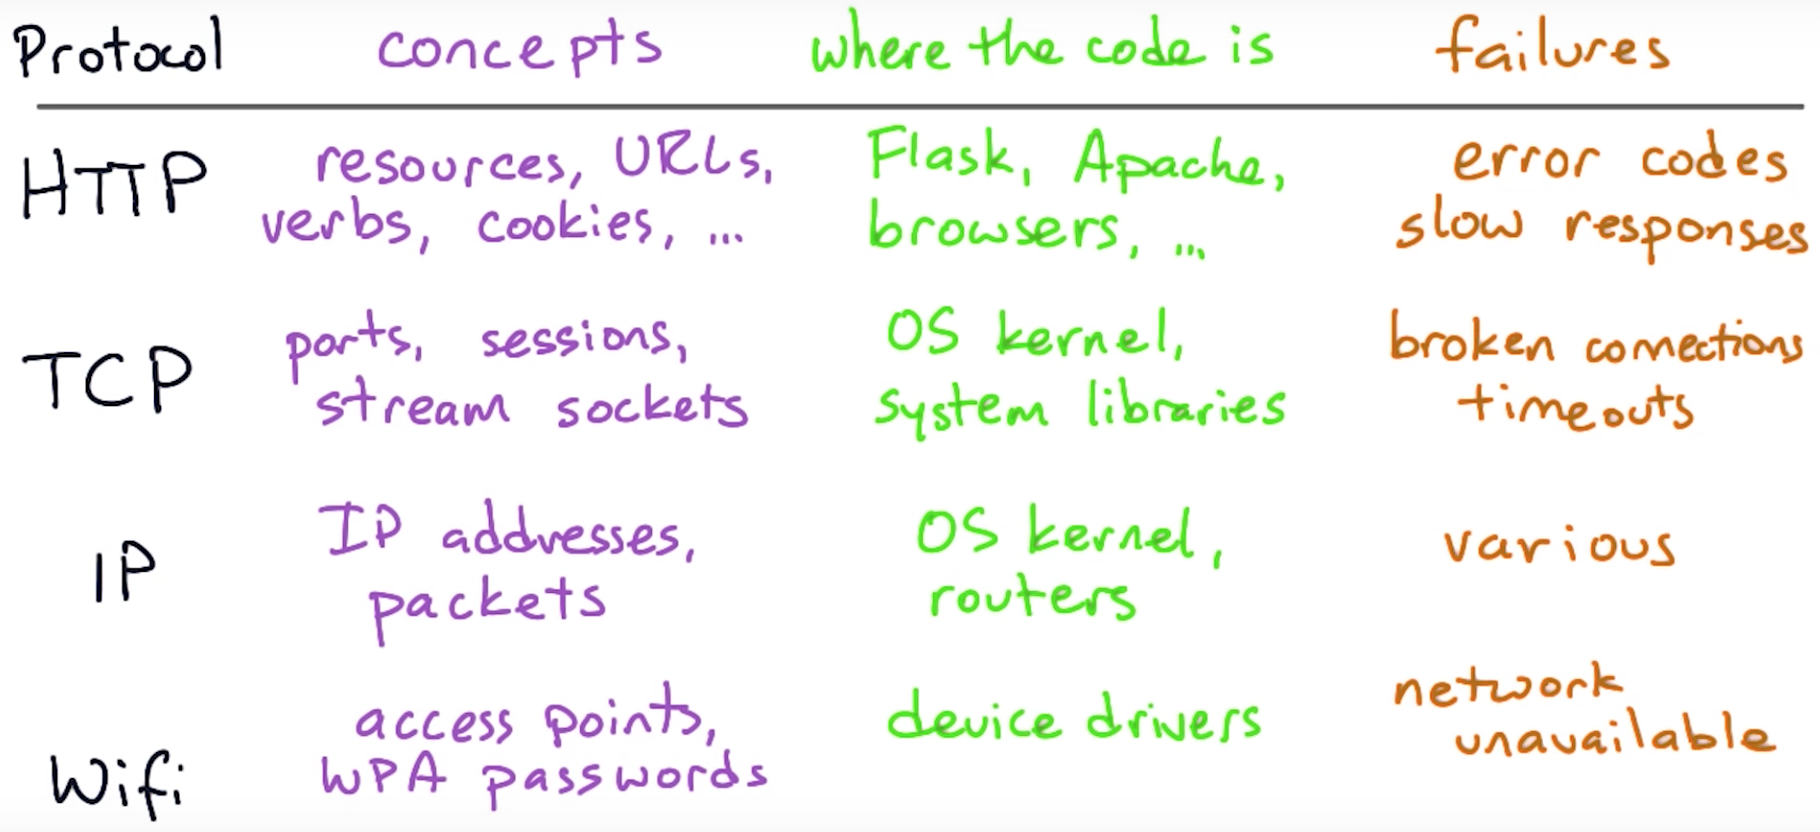 Protocol concepts where the code is failures
HTTP resources, URLs, Flask, Apache, error codes
verbs, cookies, ... browsers, ... slow responses
TCP ports, sessions, OS kernel, broken connections
stream sockets system libraries timeouts
IP IP addresses, OS kernel, various
packets routers
Wifi access points, device drivers network
WPA passwords unavailable